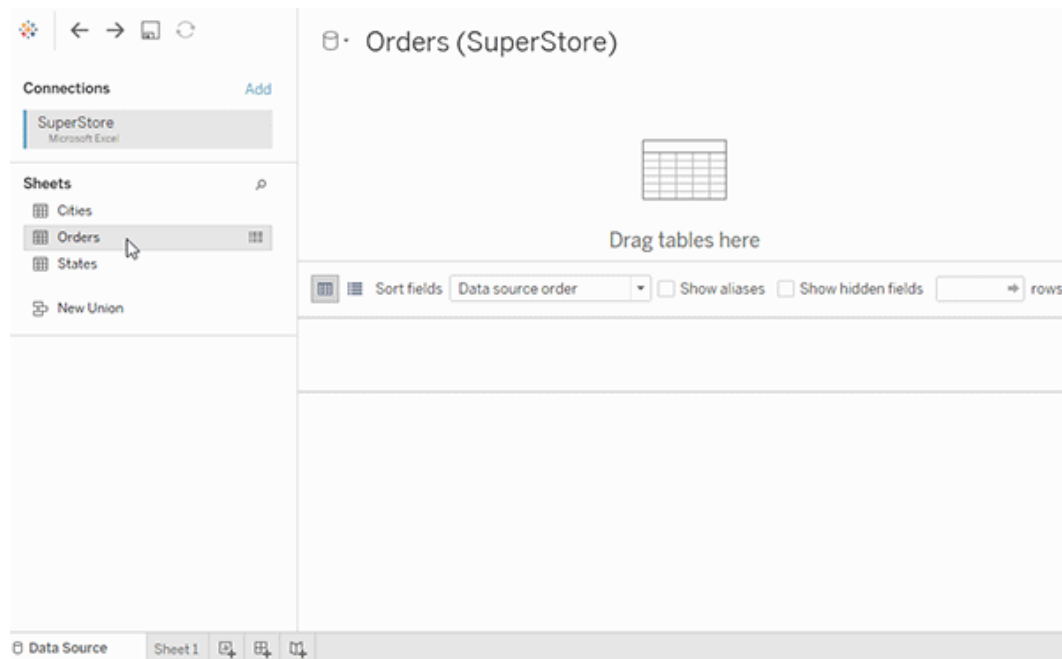 Orders (SuperStore)
Connections
Add
SuperStore
Microsoft Excel
Sheets
Cities
Orders
States
New Union
Drag tables here
Sort fields
Data source order
Show aliases
Show hidden fields
rows
Data Source
Sheet 1